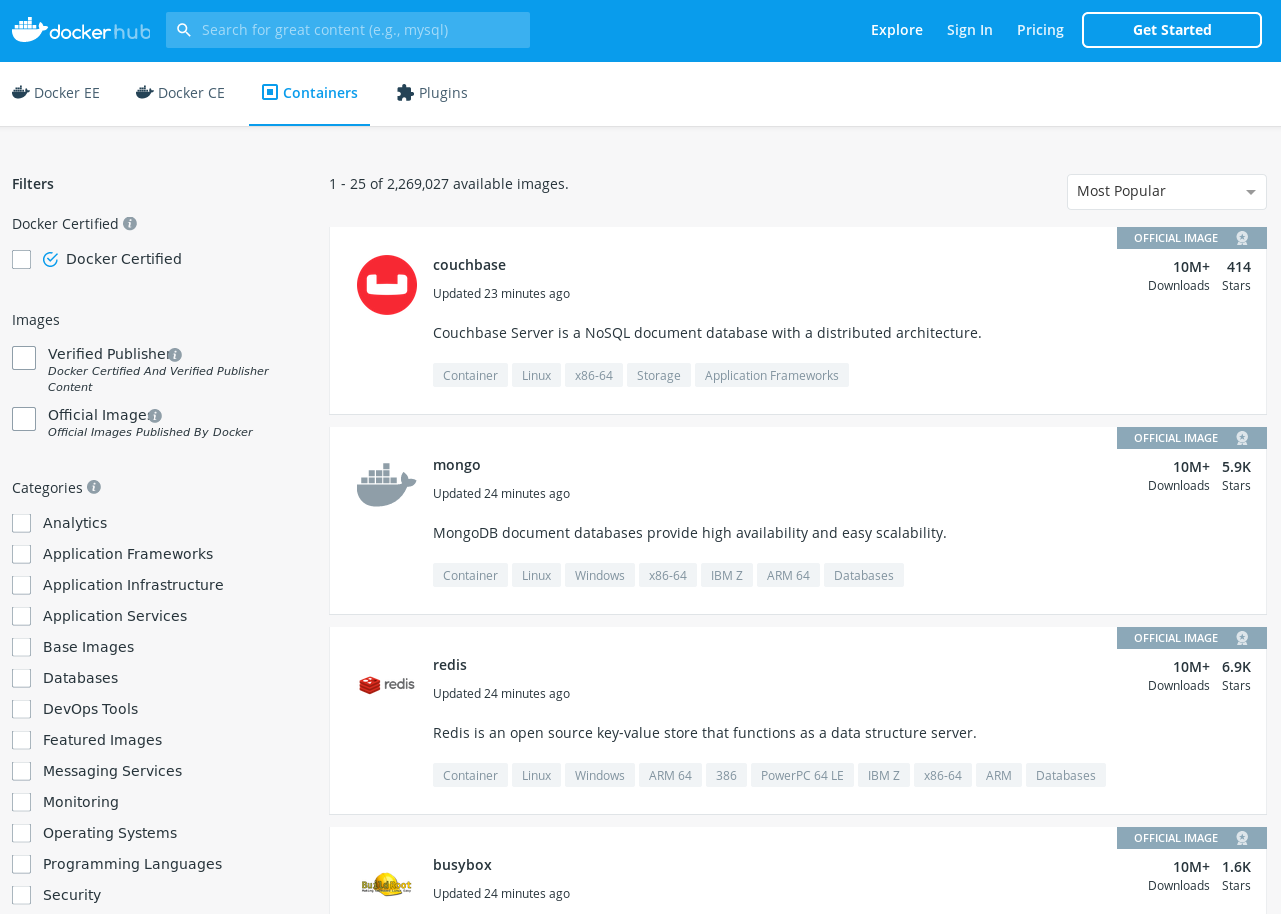 dockerhub
Search for great content (e.g., mysql)
Explore
Sign In
Pricing
Get Started
Docker EE
Docker CE
Containers
Plugins
Filters
Docker Certified
Docker Certified
Images
Verified Publisher
Docker Certified And Verified Publisher
Content
Official Images
Official Images Published By Docker
Categories
Analytics
Application Frameworks
Application Infrastructure
Application Services
Base Images
Databases
DevOps Tools
Featured Images
Messaging Services
Monitoring
Operating Systems
Programming Languages
Security
1 - 25 of 2,269,027 available images.
Most Popular
OFFICIAL IMAGE
couchbase
Updated 23 minutes ago
10M+ 414
Downloads Stars
Couchbase Server is a NoSQL document database with a distributed architecture.
Container Linux x86-64 Storage Application Frameworks
OFFICIAL IMAGE
mongo
Updated 24 minutes ago
10M+ 5.9K
Downloads Stars
MongoDB document databases provide high availability and easy scalability.
Container Linux Windows x86-64 IBM Z ARM 64 Databases
OFFICIAL IMAGE
redis
redis
Updated 24 minutes ago
10M+ 6.9K
Downloads Stars
Redis is an open source key-value store that functions as a data structure server.
Container Linux Windows ARM 64 386 PowerPC 64 LE IBM Z x86-64 ARM Databases
OFFICIAL IMAGE
BuildRoot
busybox
Updated 24 minutes ago
10M+ 1.6K
Downloads Stars